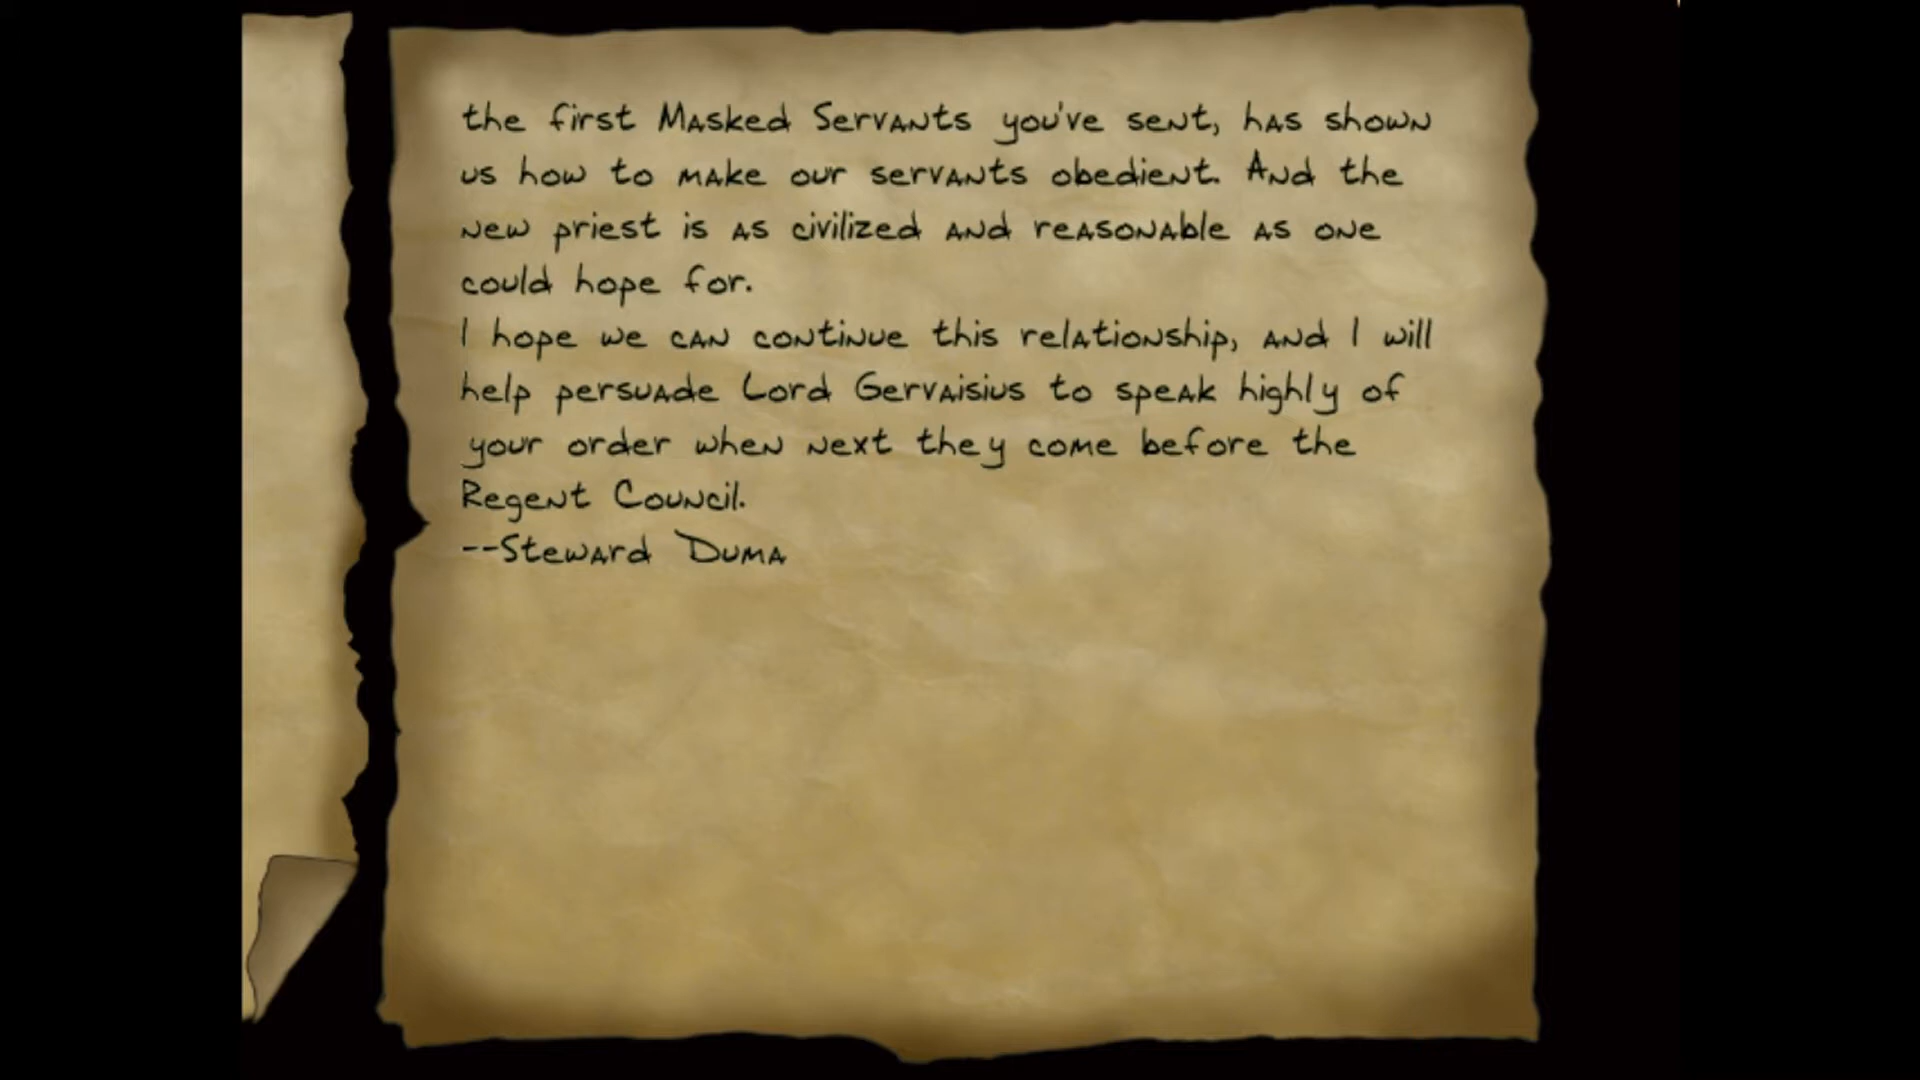 the first Masked Servants you've sent, has shown
us how to make our servants obedient. And the
new priest is as civilized and reasonable as one
could hope for.
I hope we can continue this relationship, and I will
help persuade Lord Gervaisius to speak highly of
your order when next they come before the
Regent Council.
--Steward Duma